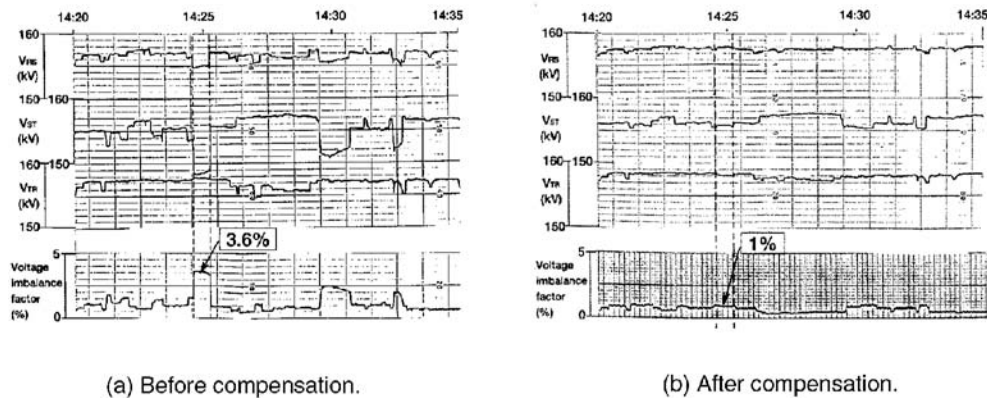 14:20 14:25 14:30 14:35
160
VRS
(kV)
150 160
VST
(kV)
160 150
VTR
(kV)
150
3.6%
5
Voltage
imbalance
factor
(%)
0
(a) Before compensation.
14:20 14:25 14:30 14:35
160
VRS
(kV)
150 160
VST
(kV)
160 150
VTR
(kV)
150
1%
5
Voltage
imbalance
factor
(%)
0
(b) After compensation.